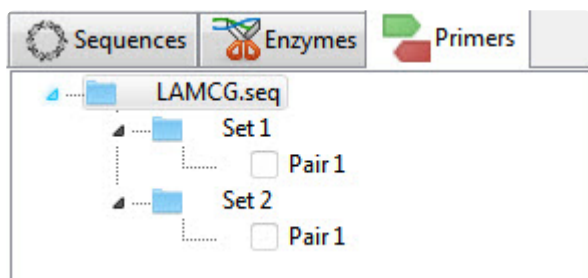 Sequences Enzymes Primers
LAMCG.seq
Set 1
Pair 1
Set 2
Pair 1